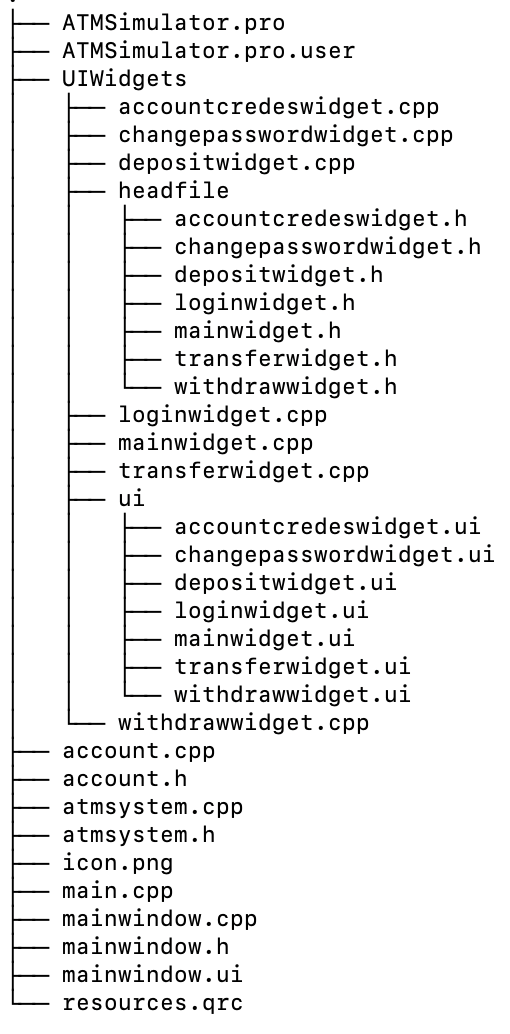 ├── ATMSimulator.pro
├── ATMSimulator.pro.user
├── UIWidgets
│   ├── accountcredeswidget.cpp
│   ├── changepasswordwidget.cpp
│   ├── depositwidget.cpp
│   ├── headfile
│   │   ├── accountcredeswidget.h
│   │   ├── changepasswordwidget.h
│   │   ├── depositwidget.h
│   │   ├── loginwidget.h
│   │   ├── mainwidget.h
│   │   ├── transferwidget.h
│   │   └── withdrawwidget.h
│   ├── loginwidget.cpp
│   ├── mainwidget.cpp
│   ├── transferwidget.cpp
│   ├── ui
│   │   ├── accountcredeswidget.ui
│   │   ├── changepasswordwidget.ui
│   │   ├── depositwidget.ui
│   │   ├── loginwidget.ui
│   │   ├── mainwidget.ui
│   │   ├── transferwidget.ui
│   │   └── withdrawwidget.ui
│   └── withdrawwidget.cpp
├── account.cpp
├── account.h
├── atmsystem.cpp
├── atmsystem.h
├── icon.png
├── main.cpp
├── mainwindow.cpp
├── mainwindow.h
├── mainwindow.ui
└── resources.qrc